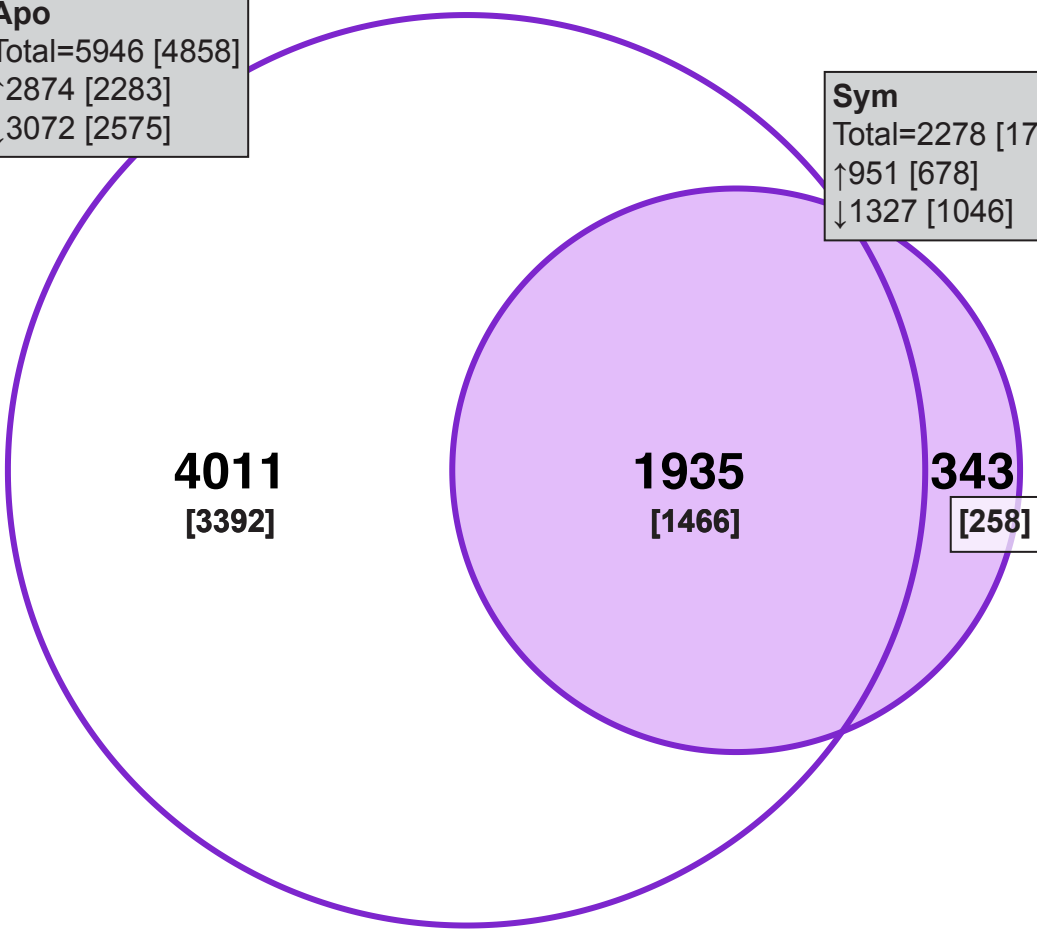 Apo
Total=5946 [4858]
↑2874 [2283]
↓3072 [2575]
Sym
Total=2278 [17
↑951 [678]
↓1327 [1046]
4011
1935
343
[3392]
[1466]
[258]